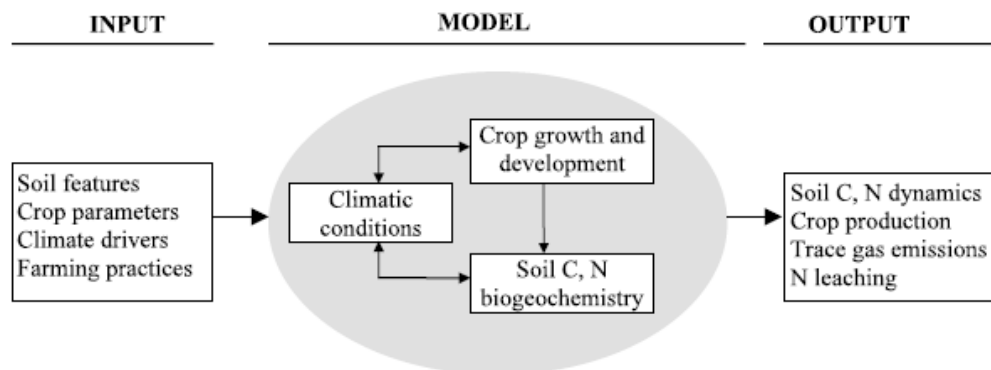 INPUT
MODEL
OUTPUT
Soil features
Crop parameters
Climate drivers
Farming practices
Climatic
conditions
Crop growth and
development
Soil C, N
biogeochemistry
Soil C, N dynamics
Crop production
Trace gas emissions
N leaching